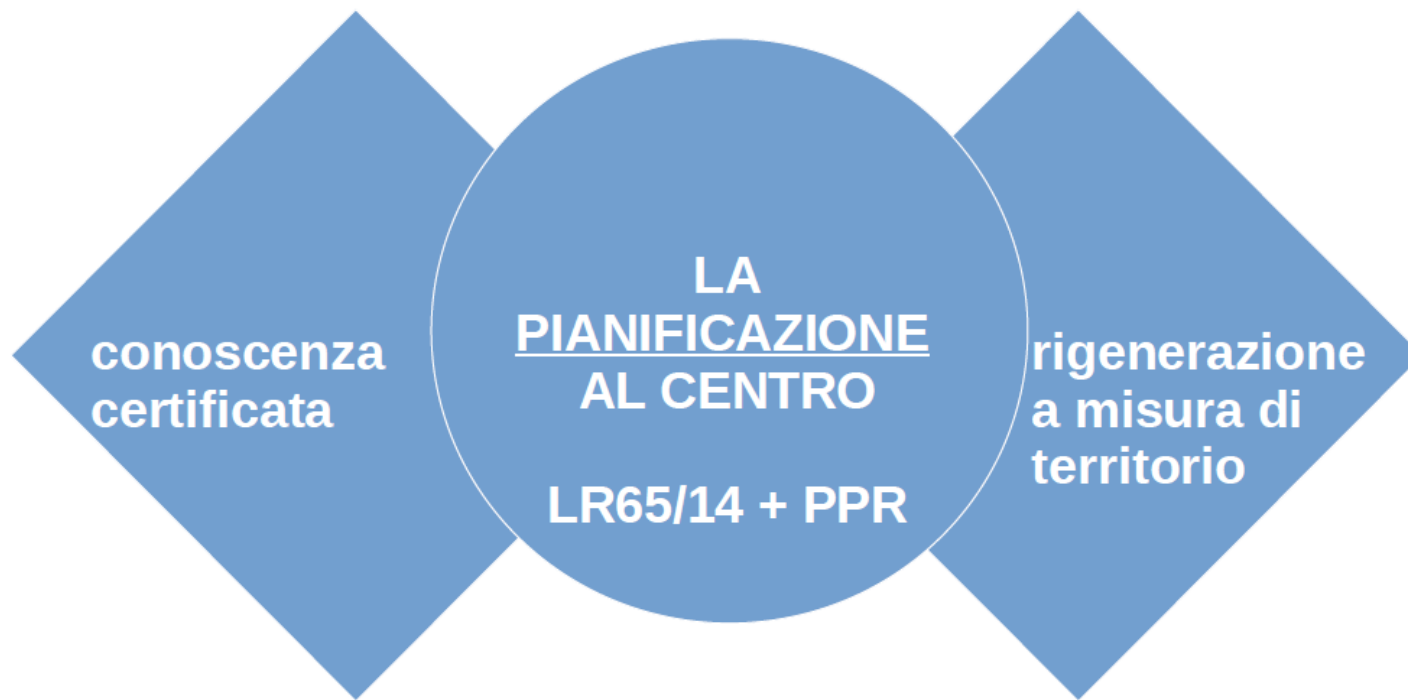 conoscenza
certificata
LA
PIANIFICAZIONE
AL CENTRO
LR65/14 + PPR
rigenerazione
a misura di
territorio